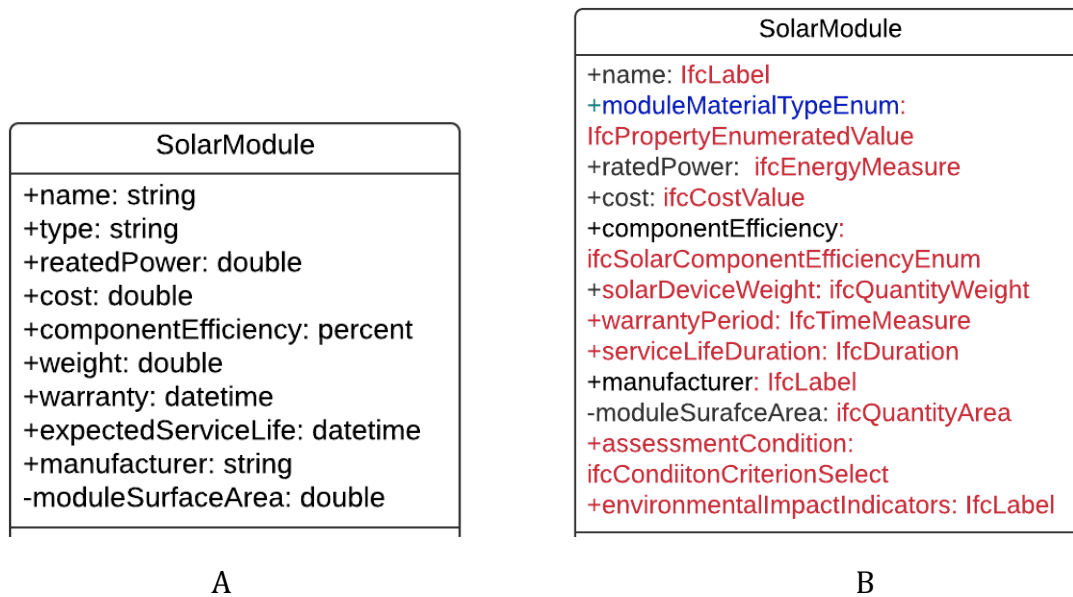 SolarModule
+name: string
+type: string
+reatedPower: double
+cost: double
+componentEfficiency: percent
+weight: double
+warranty: datetime
+expectedServiceLife: datetime
+manufacturer: string
-moduleSurfaceArea: double
A
SolarModule
+name: IfcLabel
+moduleMaterialTypeEnum:
IfcPropertyEnumeratedValue
+ratedPower: ifcEnergyMeasure
+cost: ifcCostValue
+componentEfficiency:
ifcSolarComponentEfficiencyEnum
+solarDeviceWeight: ifcQuantityWeight
+warrantyPeriod: IfcTimeMeasure
+serviceLifeDuration: IfcDuration
+manufacturer: IfcLabel
-moduleSurafceArea: ifcQuantityArea
+assessmentCondition:
ifcCondiitonCriterionSelect
+environmentalImpactIndicators: IfcLabel
B